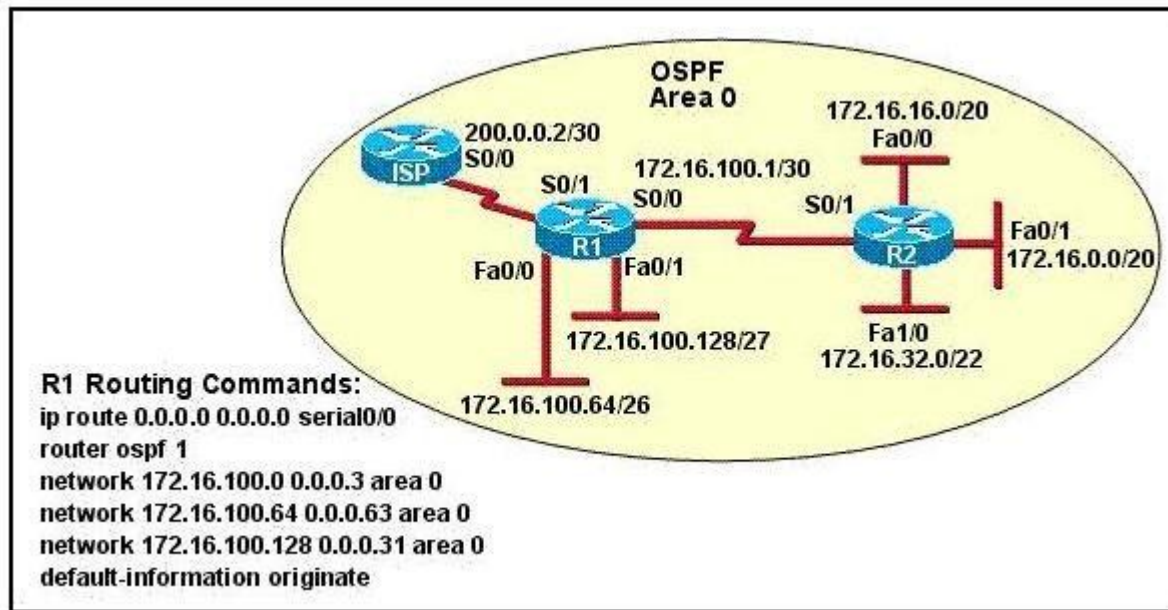 OSPF
Area 0
172.16.16.0/20
Fa0/0
200.0.0.2/30
S0/0
ISP
172.16.100.1/30
S0/1
S0/0
S0/1
R1
R2
Fa0/1
172.16.0.0/20
Fa0/0
Fa0/1
172.16.100.128/27
Fa1/0
172.16.32.0/22
172.16.100.64/26
R1 Routing Commands:
ip route 0.0.0.0 0.0.0.0 serial0/0
router ospf 1
network 172.16.100.0 0.0.0.3 area 0
network 172.16.100.64 0.0.0.63 area 0
network 172.16.100.128 0.0.0.31 area 0
default-information originate